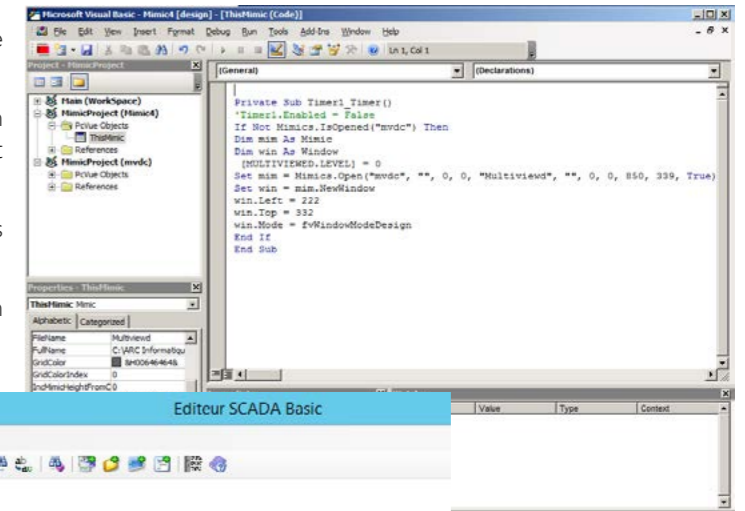 Microsoft Visual Basic - Mimic4 [design] - [ThisMimic (Code)]
File Edit View Insert Format Debug Run Tools Add-Ins Window Help
Ln 1, Col 1
Project - MimicProject
(General) (Declarations)
Main (WorkSpace)
MimicProject (Mimic4)
PcVue Objects
ThisMimic
References
MimicProject (mvdc)
PcVue Objects
References
Private Sub Timer1_Timer()
'Timer1.Enabled = False
If Not Mimics.IsOpened("mvdc") Then
Dim mim As Mimic
Dim win As Window
[MULTIVIEWED.LEVEL] = 0
Set mim = Mimics.Open("mvdc", "", 0, 0, "Multiviewd", "", 0, 0, 850, 339, True)
Set win = mim.NewWindow
win.Left = 222
win.Top = 332
win.Mode = fvWindowModeDesign
End If
End Sub
Properties - ThisMimic
ThisMimic Mimic
Alphabetic Categorized
FileName Multiviewd
FullName C:\ARC Informatiqu
GridColor &H00646464&
GridColorIndex 0
IncMimicHeightFromC 0
Value Type Context
Editeur SCADA Basic